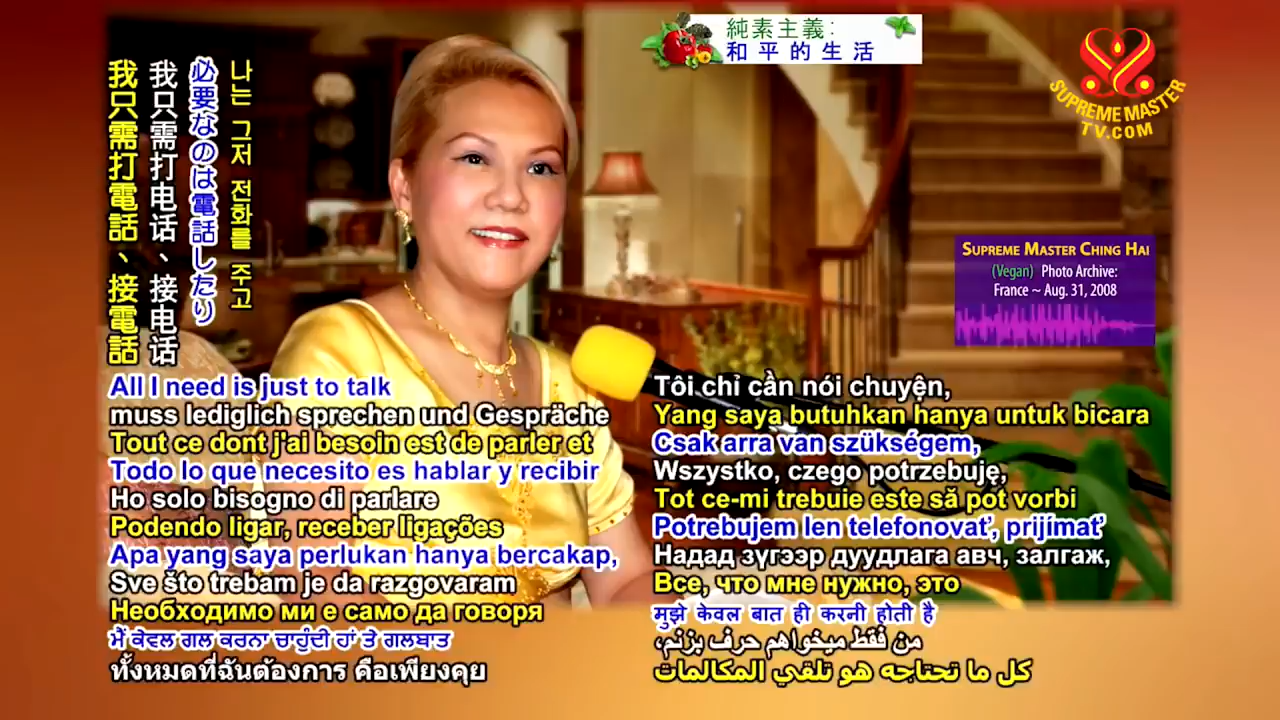 純素主義:
和平的生活
SUPREME MASTER
TV.COM
我只需打電話、接電話
我只需打电话、接电话
必要なのは電話したり
나는 그저 전화를 주고
SUPREME MASTER CHING HAI
(Vegan) Photo Archive:
France ~ Aug. 31, 2008
All I need is just to talk
muss lediglich sprechen und Gespräche
Tout ce dont j'ai besoin est de parler et
Todo lo que necesito es hablar y recibir
Ho solo bisogno di parlare
Podendo ligar, receber ligações
Apa yang saya perlukan hanya bercakap,
Sve što trebam je da razgovaram
Необходимо ми е само да говоря
ਮੈਂ ਕੇਵਲ ਗਲ ਕਰਨਾ ਚਾਹੁੰਦੀ ਹਾਂ ਤੇ ਗਲਬਾਤ
ทั้งหมดที่ฉันต้องการ คือเพียงคุย
Tôi chỉ cần nói chuyện,
Yang saya butuhkan hanya untuk bicara
Csak arra van szükségem,
Wszystko, czego potrzebuję,
Tot ce-mi trebuie este să pot vorbi
Potrebujem len telefonovať, prijímať
Надад зүгээр дуудлага авч, залгаж,
Все, что мне нужно, это
मुझे केवल बात ही करनी होती है
من فقط میخواهم حرف بزنم،
كل ما تحتاجه هو تلقي المكالمات